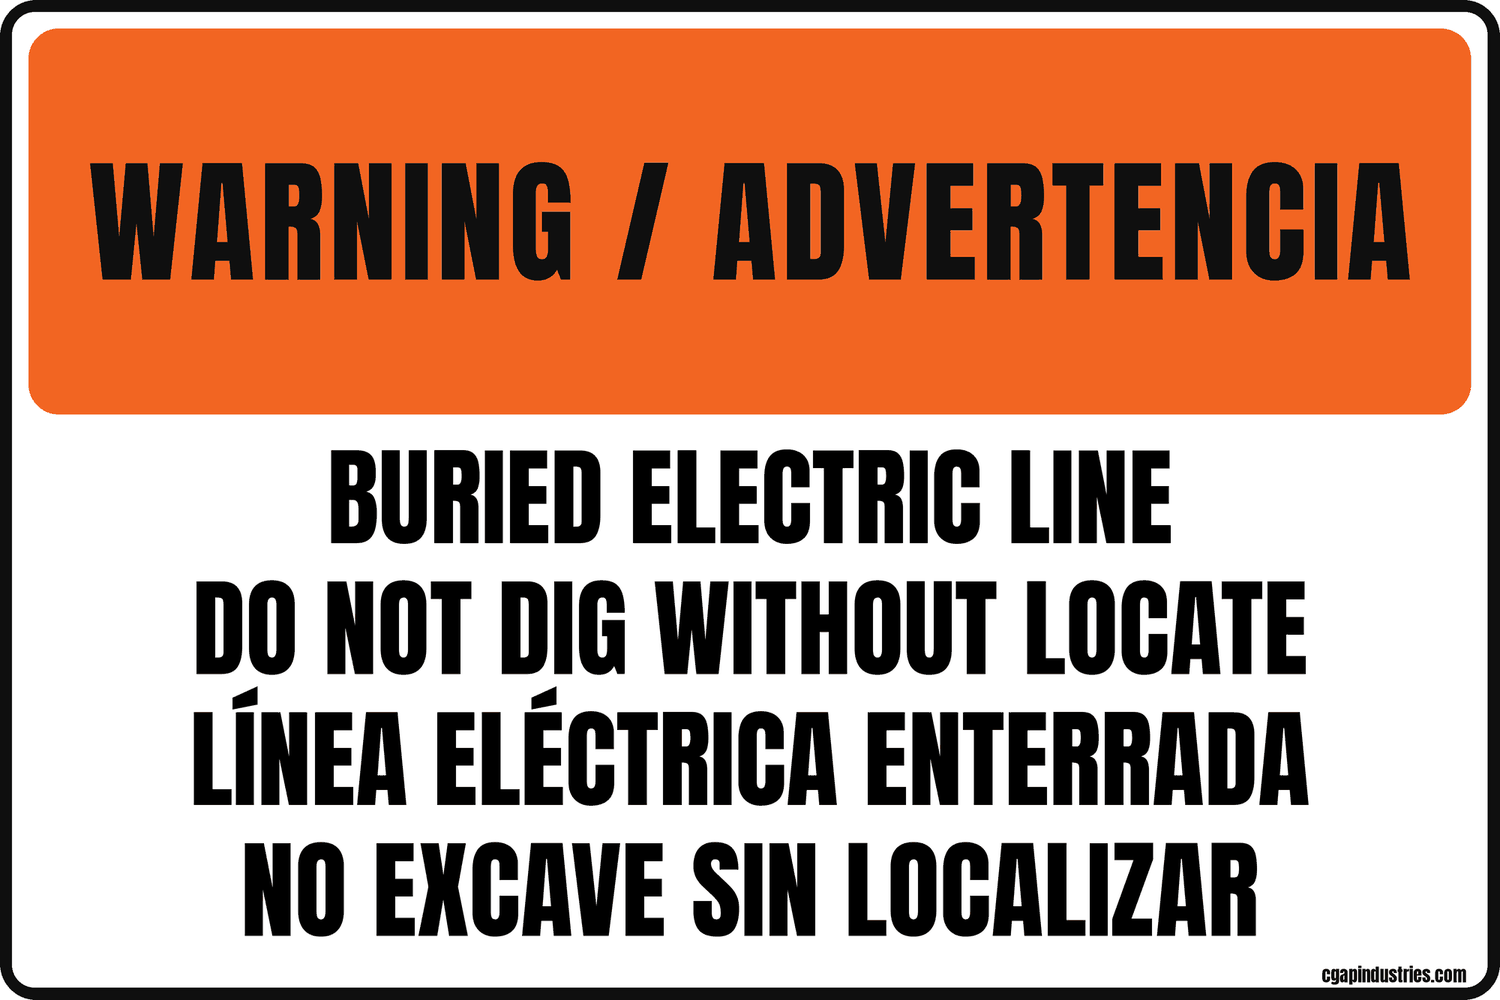 WARNING / ADVERTENCIA
BURIED ELECTRIC LINE
DO NOT DIG WITHOUT LOCATE
LÍNEA ELÉCTRICA ENTERRADA
NO EXCAVE SIN LOCALIZAR
cgapindustries.com